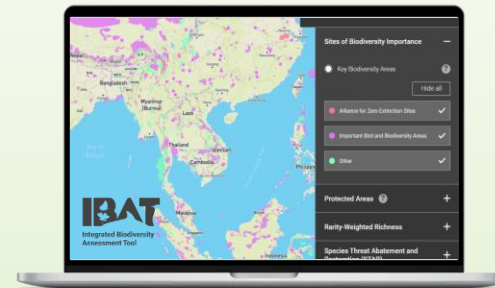 Sites of Biodiversity Importance
Key Biodiversity Areas
Hide all
Alliance for Zero Extinction Sites
Important Bird and Biodiversity Areas
Other
Protected Areas
Rarity-Weighted Richness
Species Threat Abatement and
Bangladesh
Myanmar
(Burma)
Laos
Thailand
Cambodia
Malaysia
Indonesia
IBAT
Integrated Biodiversity
Assessment Tool